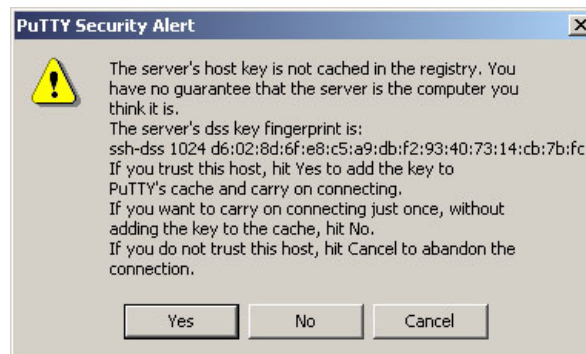 PuTTY Security Alert
The server's host key is not cached in the registry. You
have no guarantee that the server is the computer you
think it is.
The server's dss key fingerprint is:
ssh-dss 1024 d6:02:8d:6f:e8:c5:a9:db:f2:93:40:73:14:cb:7b:fc
If you trust this host, hit Yes to add the key to
PuTTY's cache and carry on connecting.
If you want to carry on connecting just once, without
adding the key to the cache, hit No.
If you do not trust this host, hit Cancel to abandon the
connection.
Yes No Cancel